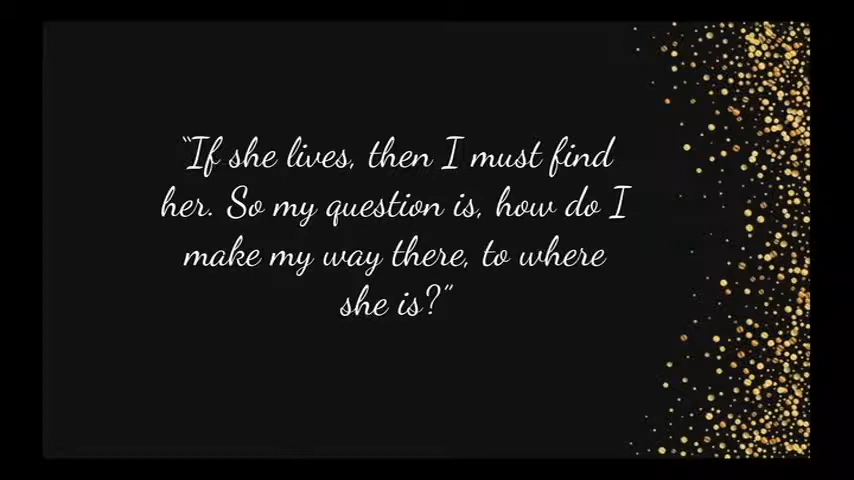 “If she lives, then I must find
her. So my question is, how do I
make my way there, to where
she is?”